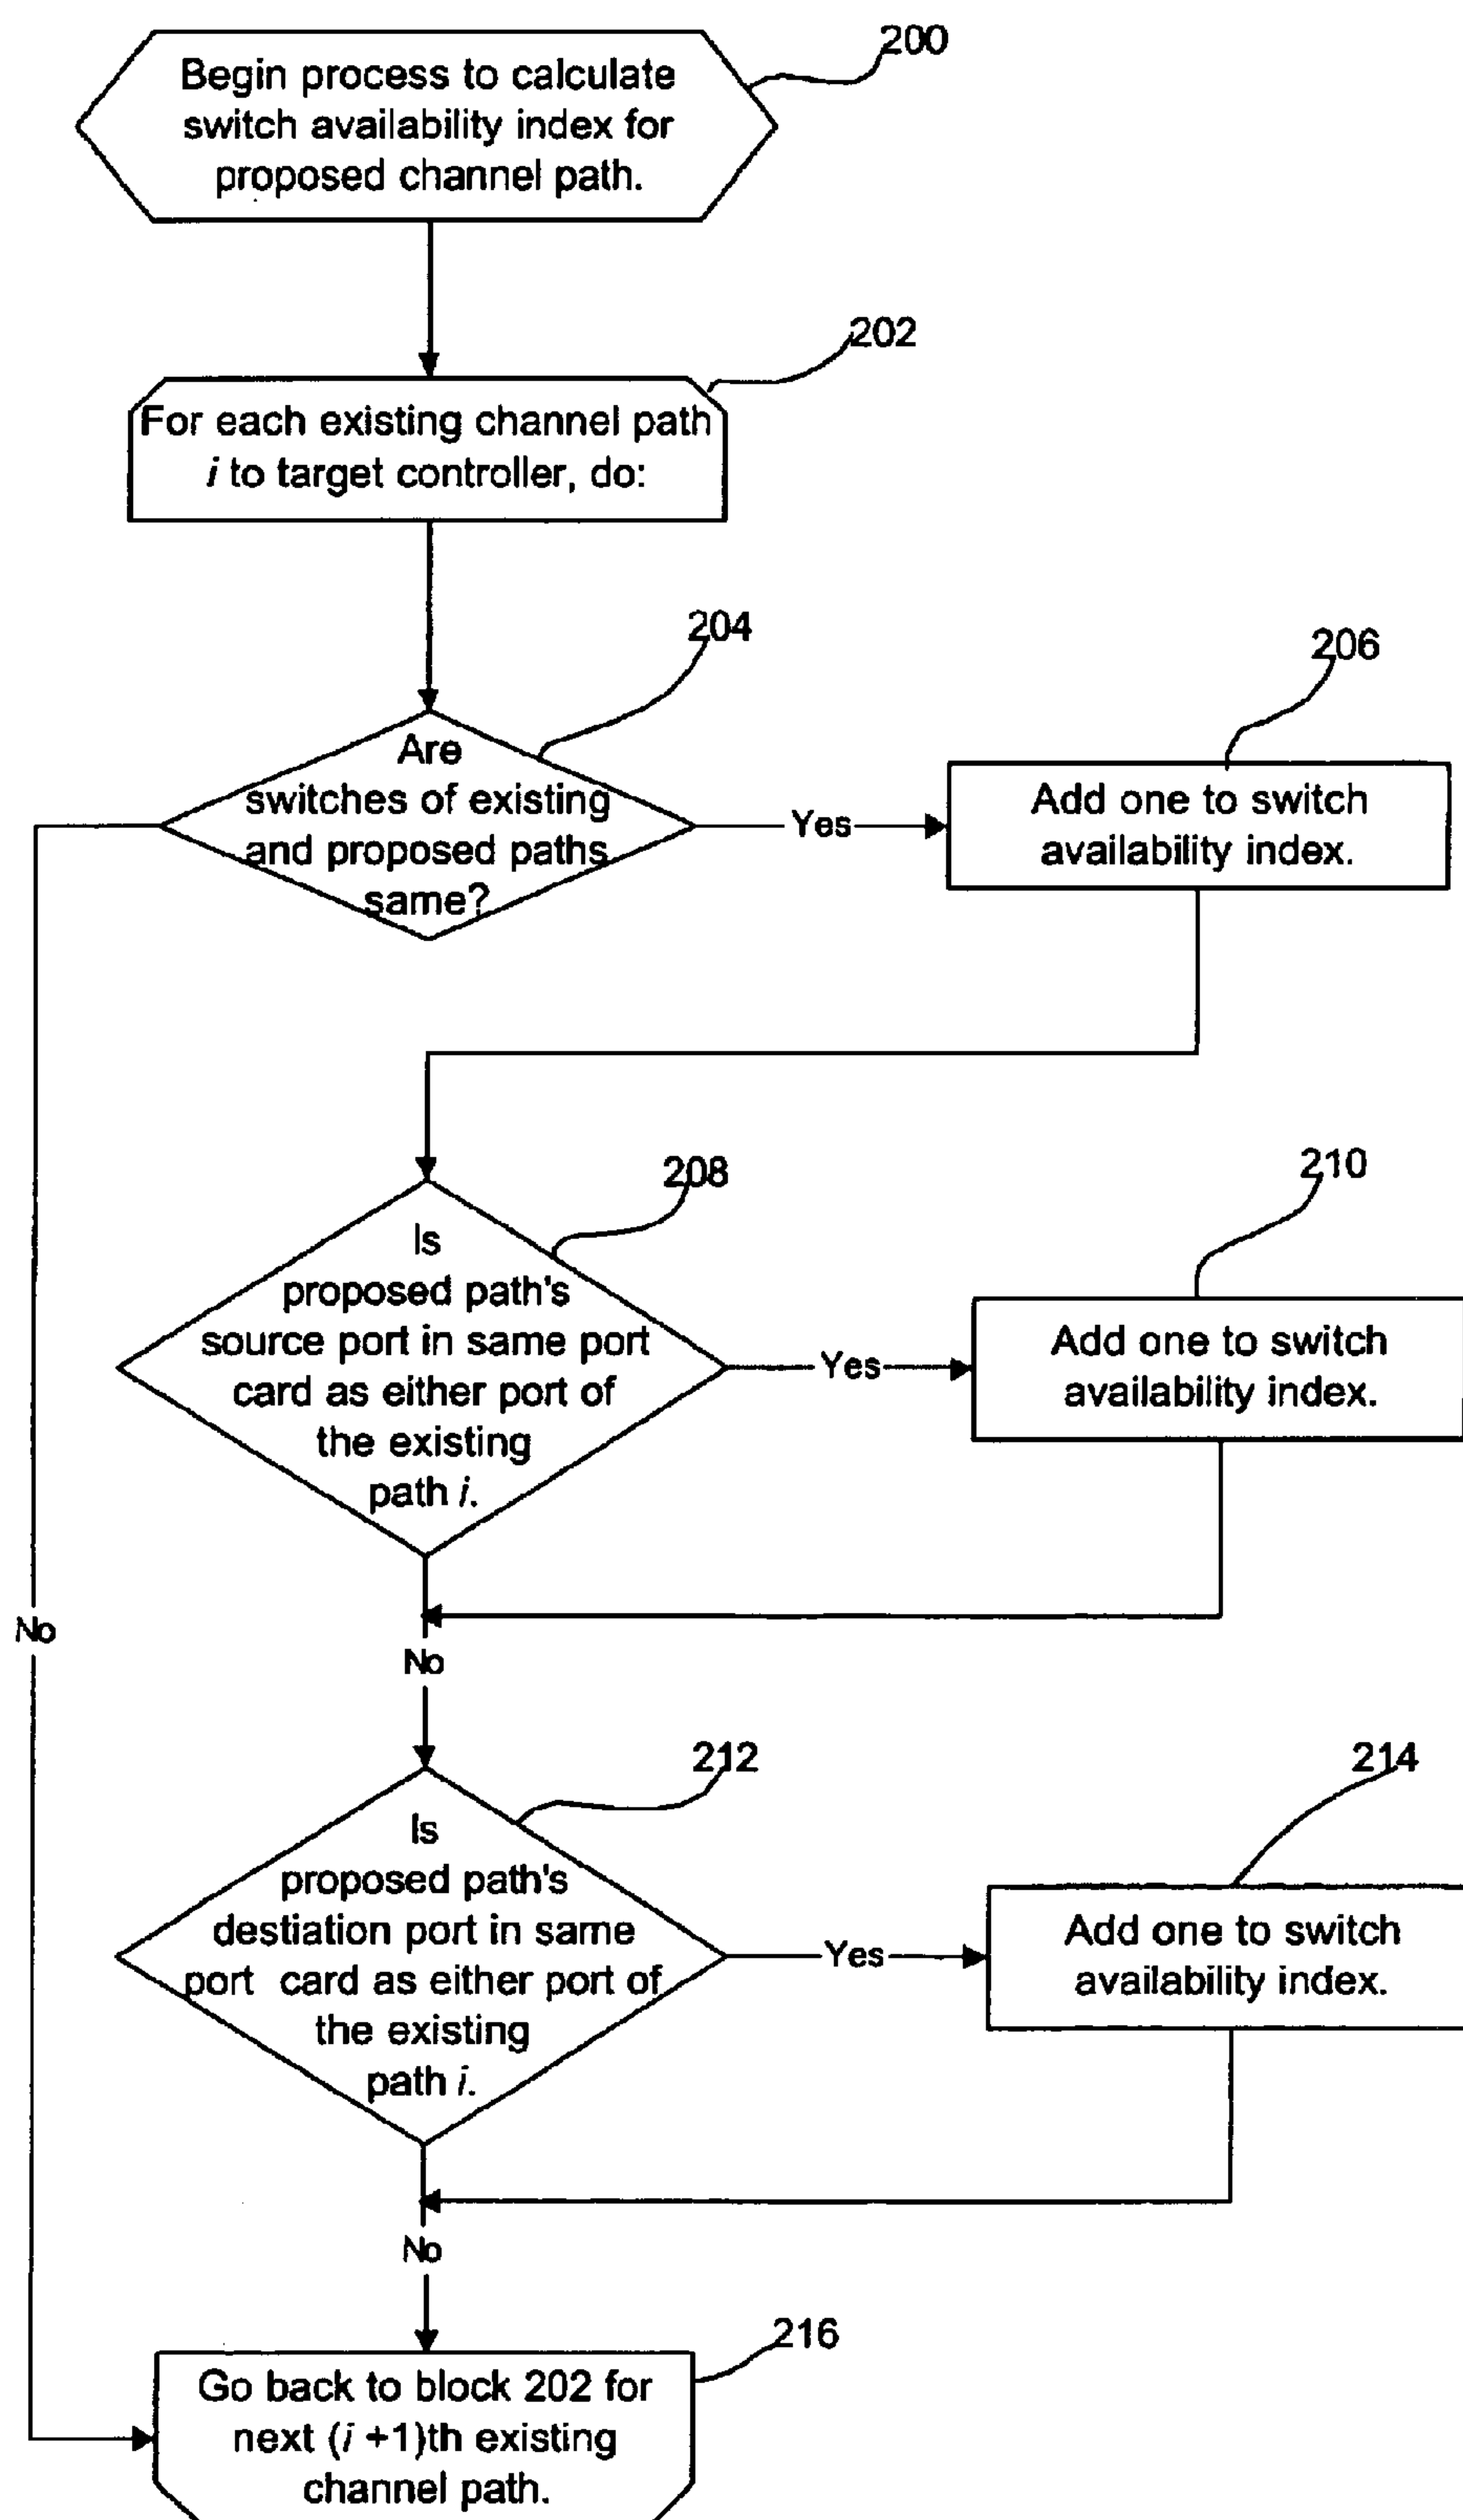 200
Begin process to calculate
switch availability index for
proposed channel path.
202
For each existing channel path
i to target controller, do:
204
206
Are
switches of existing
and proposed paths
same?
Yes
Add one to switch
availability index.
208
210
Is
proposed path's
source port in same port
card as either port of
the existing
path i.
Yes
Add one to switch
availability index.
No
No
212
214
Is
proposed path's
destiation port in same
port card as either port of
the existing
path i.
Yes
Add one to switch
availability index.
No
216
Go back to block 202 for
next (i +1)th existing
channel path.